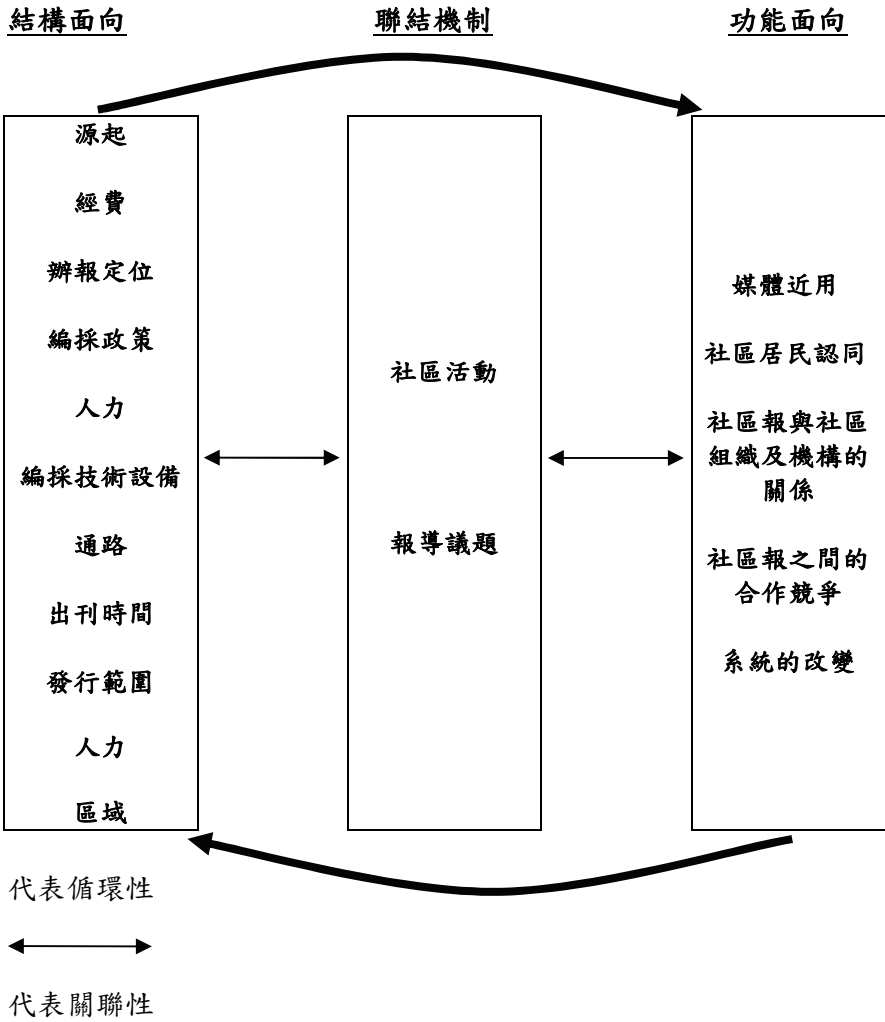 結構面向
聯結機制
功能面向
源起
經費
辦報定位
編採政策
人力
編採技術設備
通路
出刊時間
發行範圍
人力
區域
社區活動
報導議題
媒體近用
社區居民認同
社區報與社區
組織及機構的
關係
社區報之間的
合作競爭
系統的改變
代表循環性
代表關聯性